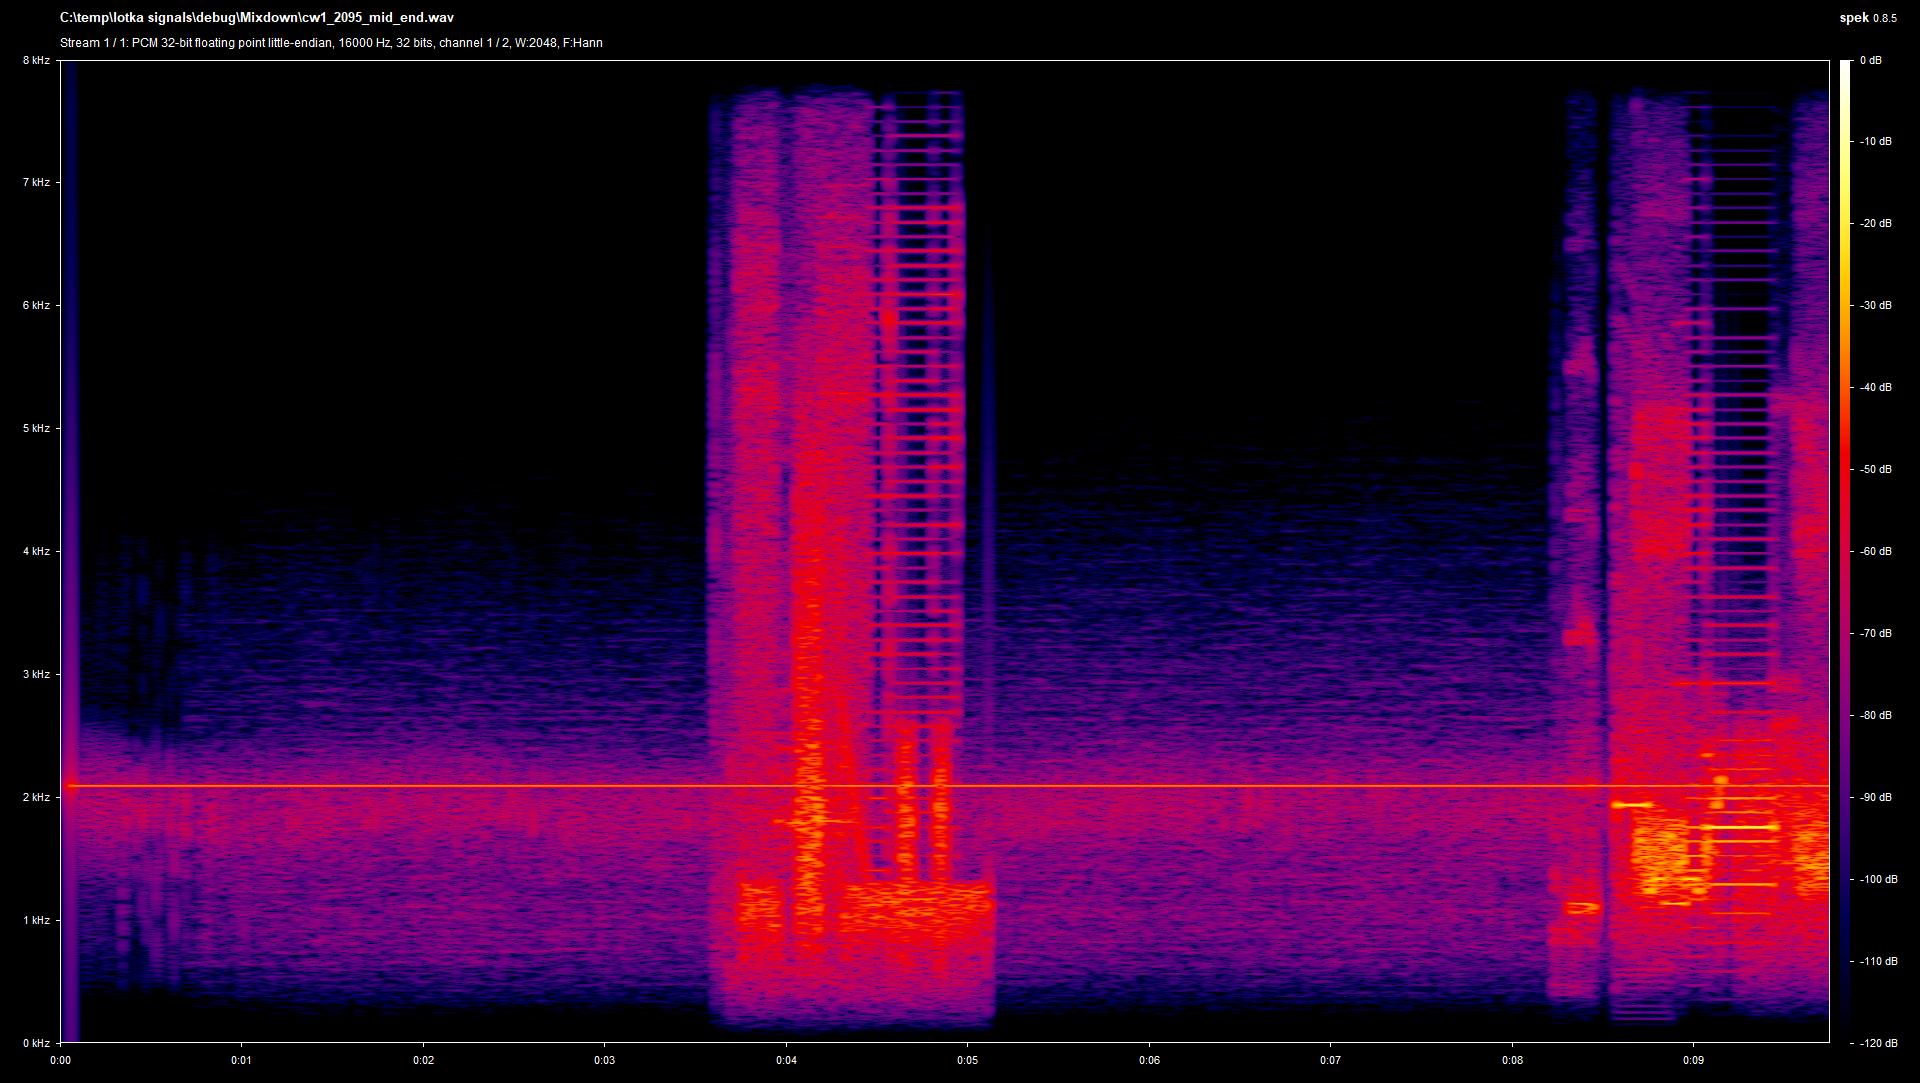 C:\temp\lotka signals\debug\Mixdown\cw1_2095_mid_end.wav
spek 0.8.5
Stream 1 / 1: PCM 32-bit floating point little-endian, 16000 Hz, 32 bits, channel 1 / 2, W:2048, F:Hann
8 kHz
7 kHz
6 kHz
5 kHz
4 kHz
3 kHz
2 kHz
1 kHz
0 kHz
0:00
0:01
0:02
0:03
0:04
0:05
0:06
0:07
0:08
0:09
0 dB
-10 dB
-20 dB
-30 dB
-40 dB
-50 dB
-60 dB
-70 dB
-80 dB
-90 dB
-100 dB
-110 dB
-120 dB